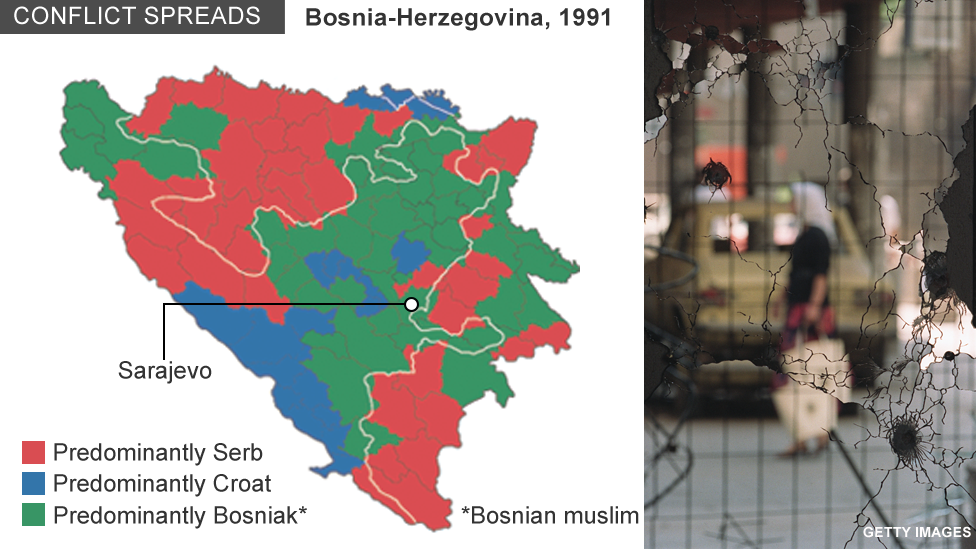 CONFLICT SPREADS
Bosnia-Herzegovina, 1991
Sarajevo
Predominantly Serb
Predominantly Croat
Predominantly Bosniak*
*Bosnian muslim
GETTY IMAGES